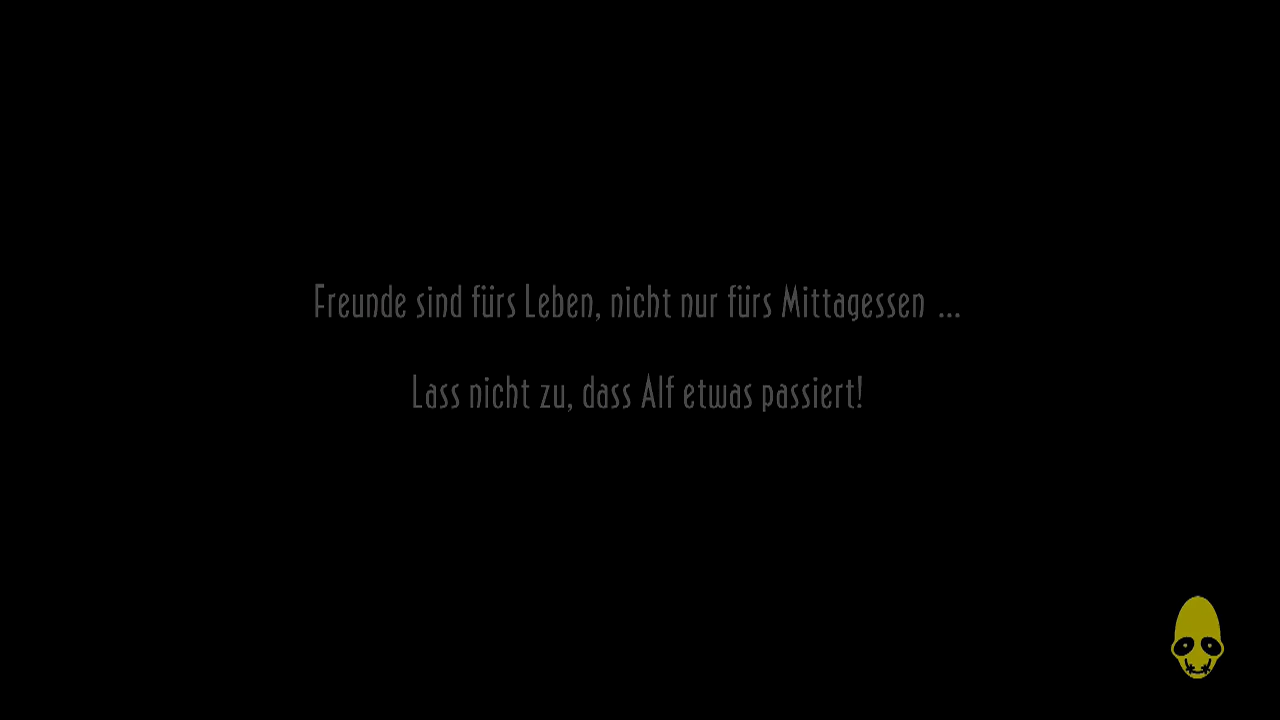 Freunde sind fürs Leben, nicht nur fürs Mittagessen ...
Lass nicht zu, dass Alf etwas passiert!